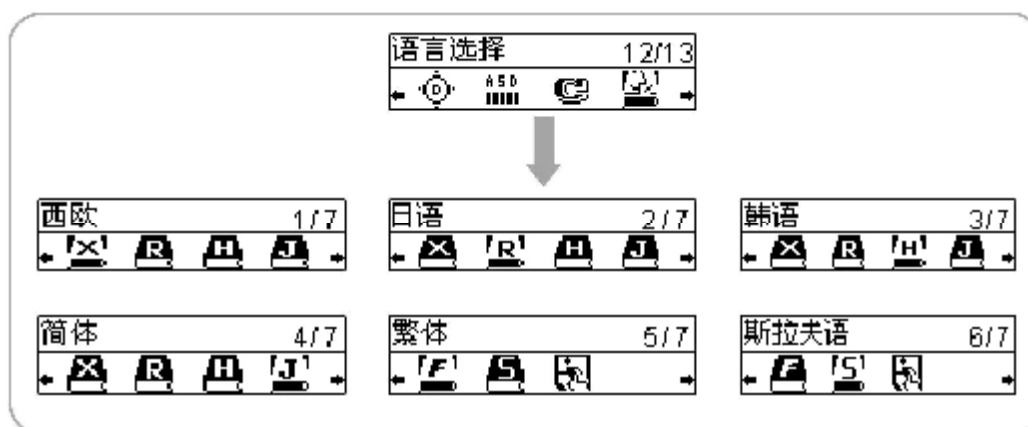 语言选择 12/13
D ASD C
西欧 1/7
X R H J
日语 2/7
X R H J
韩语 3/7
X R H J
简体 4/7
X R H J
繁体 5/7
F S
斯拉夫语 6/7
F S